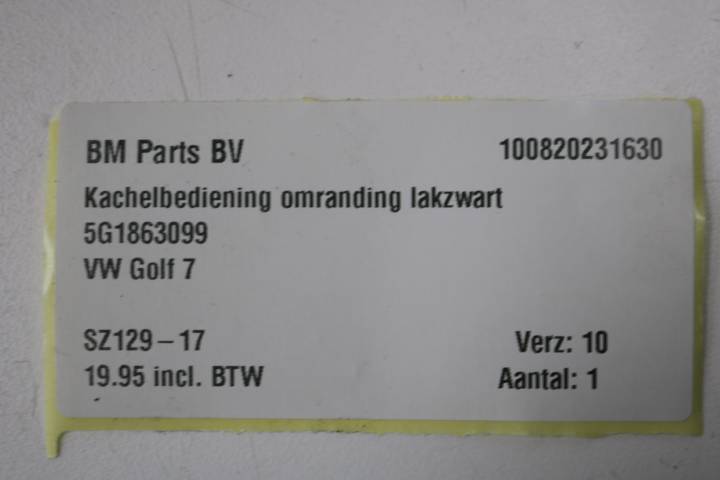 BM Parts BV 100820231630
Kachelbediening omranding lakzwart
5G1863099
VW Golf 7
SZ129-17 Verz: 10
19.95 incl. BTW Aantal: 1